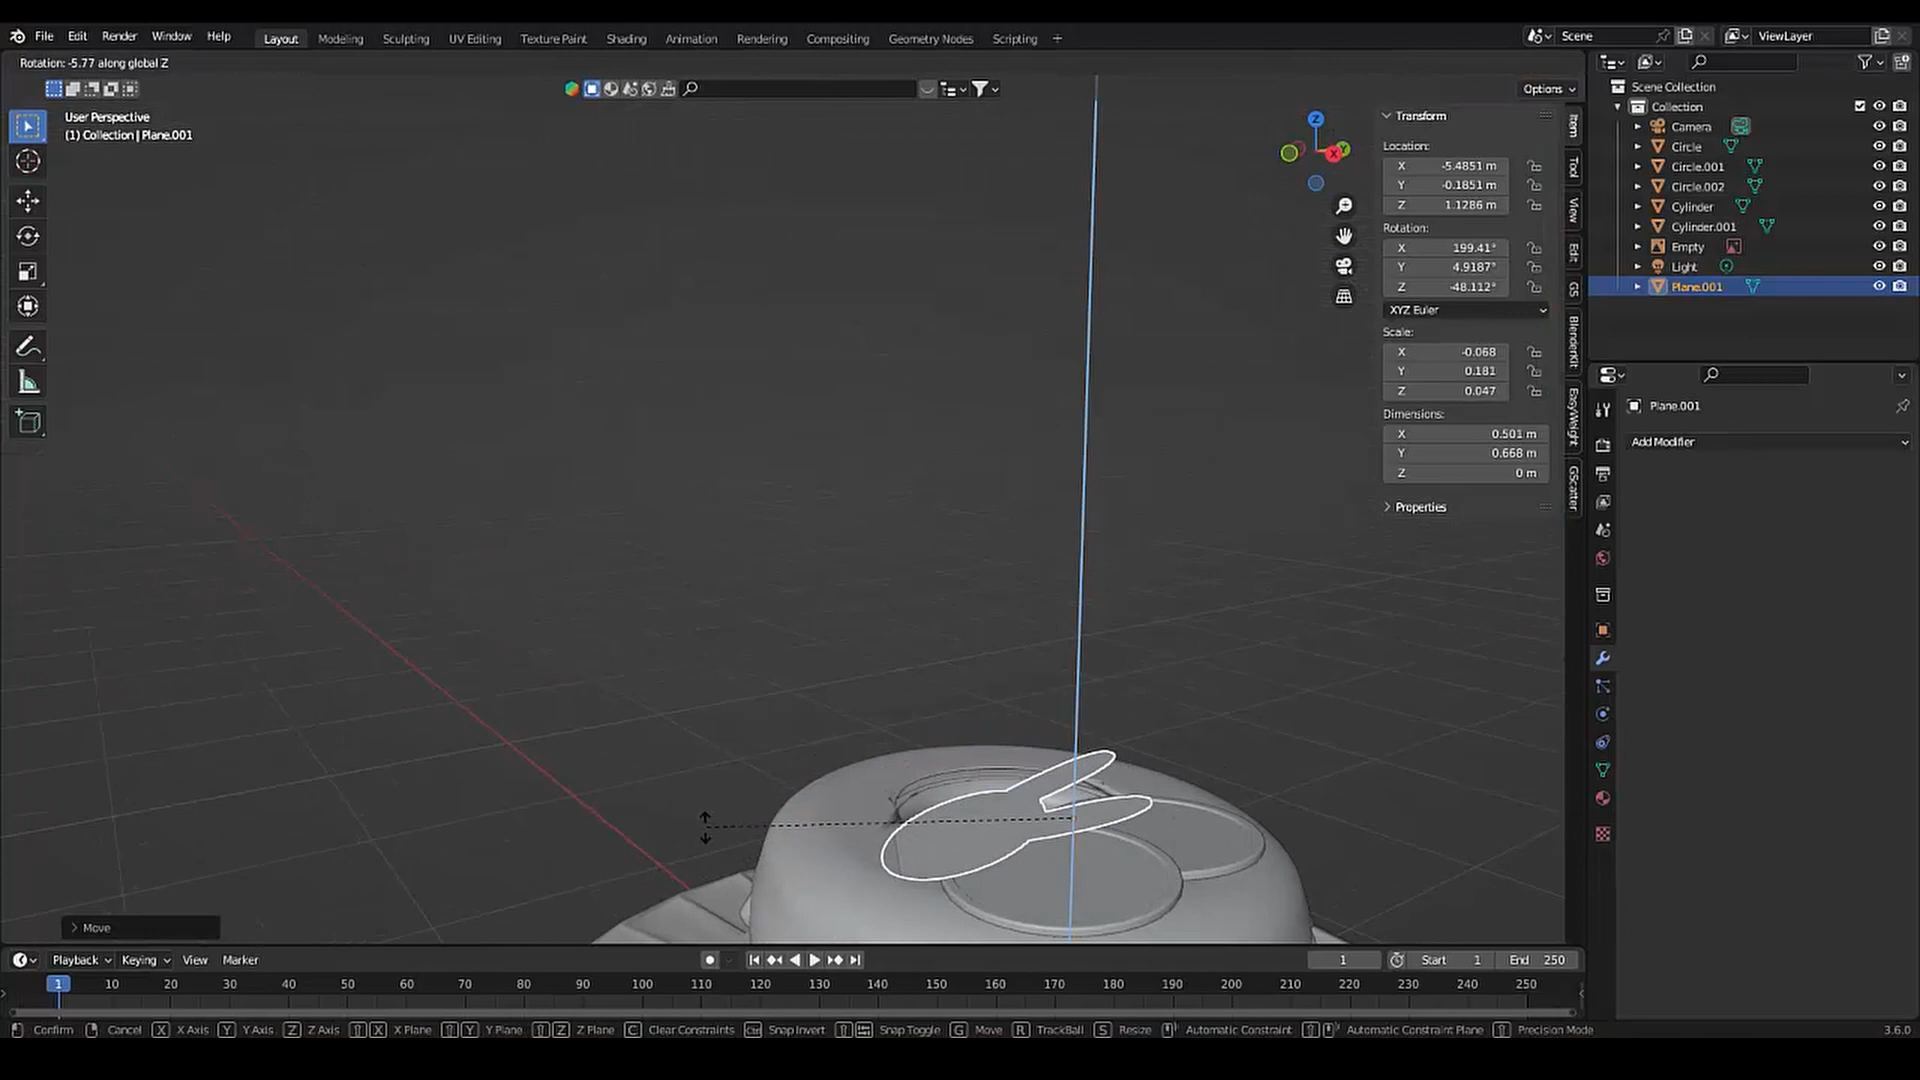 File Edit Render Window Help Layout Modeling Sculpting UV Editing Texture Paint Shading Animation Rendering Compositing Geometry Nodes Scripting + Scene ViewLayer
Rotation: -5.77 along global Z
Options
User Perspective
(1) Collection | Plane.001
Z
X
Y
Transform
Location:
X -5.4851 m
Y -0.1851 m
Z 1.1286 m
Rotation:
X 199.41°
Y 4.9187°
Z -48.112°
XYZ Euler
Scale:
X -0.068
Y 0.181
Z 0.047
Dimensions:
X 0.501 m
Y 0.668 m
Z 0 m
Properties
Item
Tool
View
Edit
GS
BlenderKit
EasyWeight
GScatter
Scene Collection
Collection
Camera
Circle
Circle.001
Circle.002
Cylinder
Cylinder.001
Empty
Light
Plane.001
Plane.001
Add Modifier
Move
Playback Keying View Marker 1 Start 1 End 250
1 10 20 30 40 50 60 70 80 90 100 110 120 130 140 150 160 170 180 190 200 210 220 230 240 250
Confirm Cancel X X Axis Y Y Axis Z Z Axis X X Plane Y Y Plane Z Z Plane C Clear Constraints Ctrl Snap Invert Snap Toggle G Move R TrackBall S Resize Automatic Constraint Automatic Constraint Plane Precision Mode 3.6.0